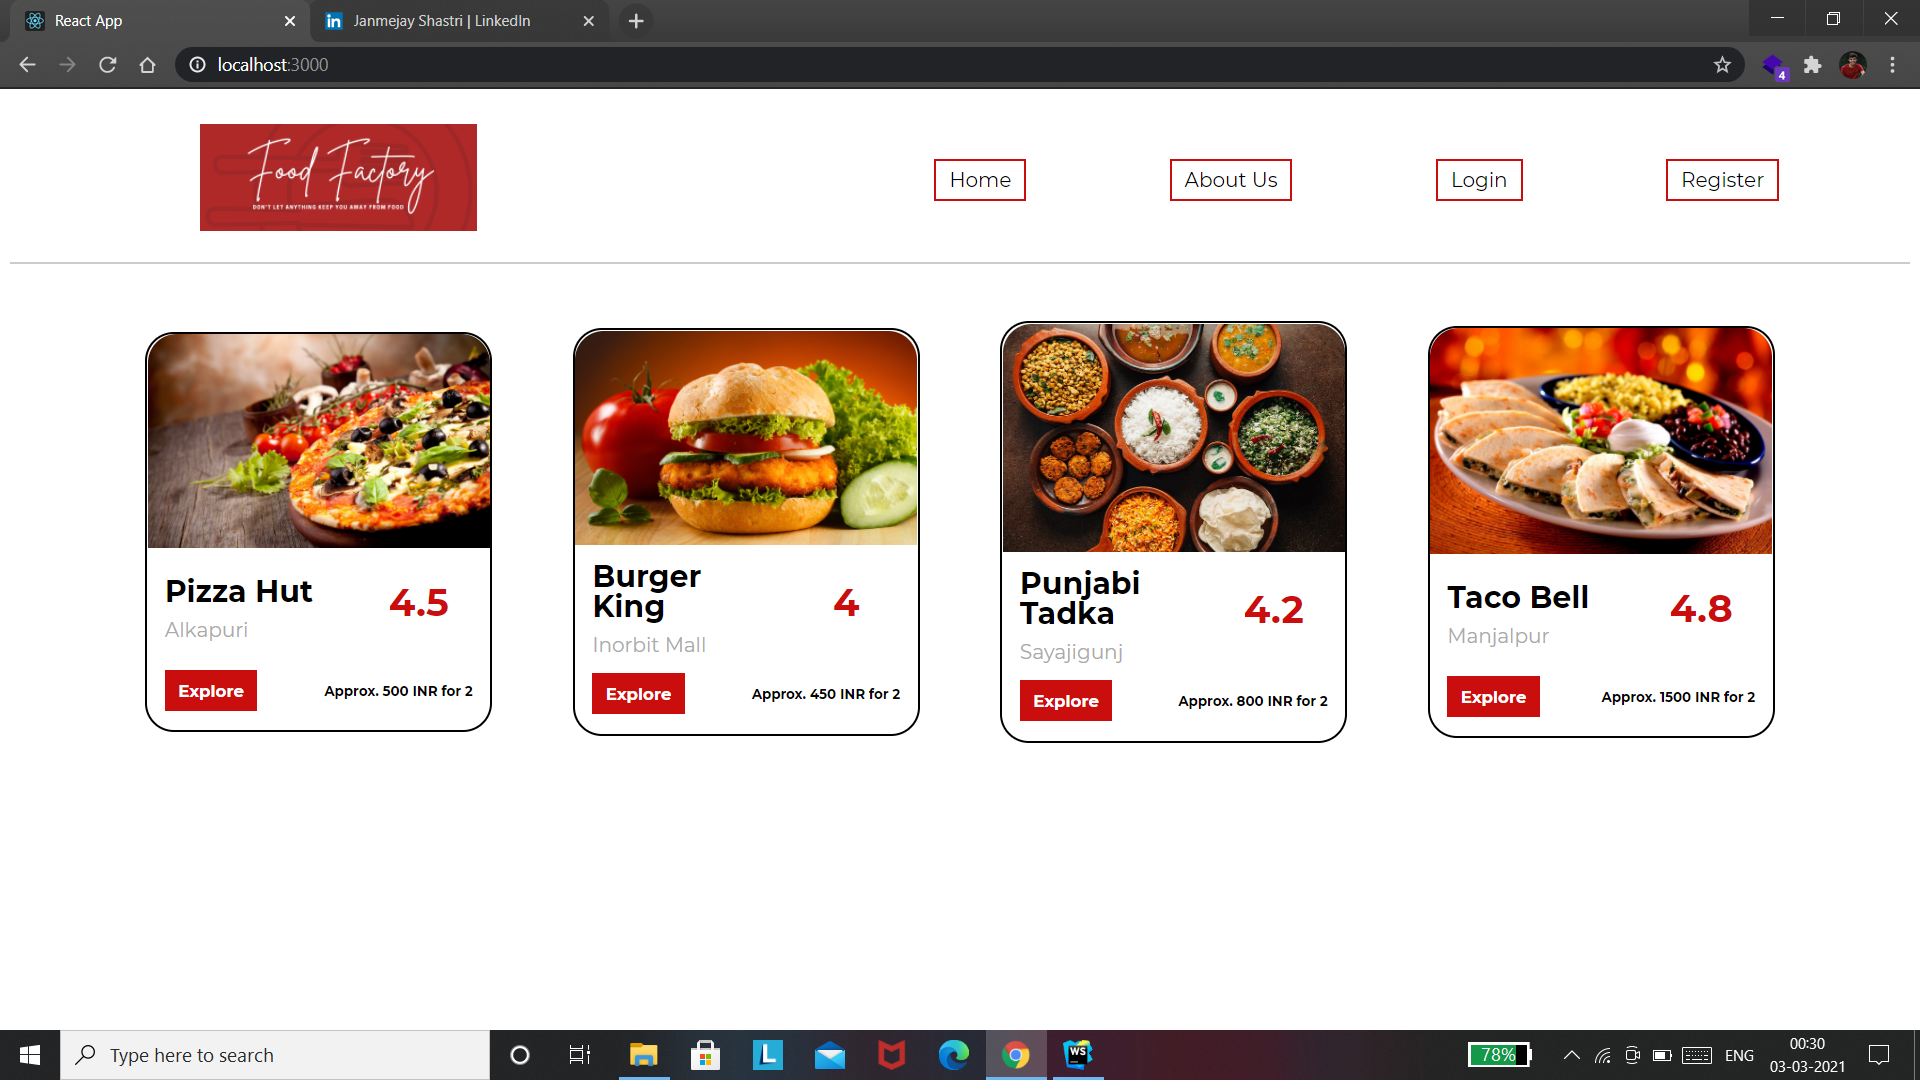 React App
Janmejay Shastri | LinkedIn
localhost:3000
4
Food Factory
DON'T LET ANYTHING KEEP YOU AWAY FROM FOOD
Home
About Us
Login
Register
Pizza Hut
4.5
Alkapuri
Explore
Approx. 500 INR for 2
Burger
King
4
Inorbit Mall
Explore
Approx. 450 INR for 2
Punjabi
Tadka
4.2
Sayajigunj
Explore
Approx. 800 INR for 2
Taco Bell
4.8
Manjalpur
Explore
Approx. 1500 INR for 2
Type here to search
L
WS
78%
ENG
00:30
03-03-2021